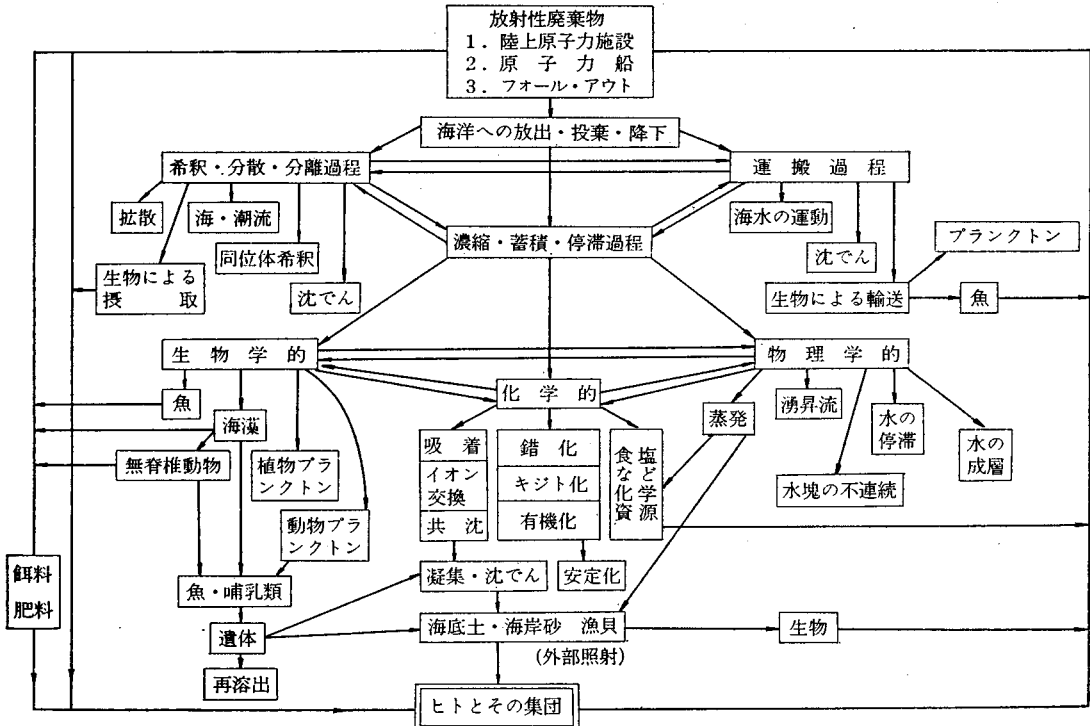 放射性廃棄物
1．陸上原子力施設
2．原子力船
3．フォール・アウト
海洋への放出・投棄・降下
希釈・分散・分離過程
運搬過程
拡散
海・潮流
海水の運動
濃縮・蓄積・停滞過程
プランクトン
同位体希釈
沈でん
生物による
摂取
沈でん
生物による輸送
魚
生物学的
物理学的
化学的
魚
蒸発
湧昇流
水の
停滞
海藻
水の
成層
吸着
錯化
食塩
など
化学
資源
無脊椎動物
植物プラ
ンクトン
イオン
交換
キジト化
水塊の不連続
共沈
有機化
動物プラ
ンクトン
餌料
肥料
魚・哺乳類
凝集・沈でん
安定化
遺体
海底土・海岸砂 漁貝
生物
(外部照射)
再溶出
ヒトとその集団